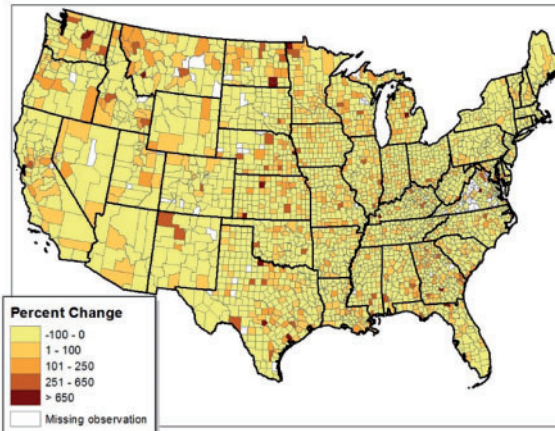 Percent Change
-100 - 0
1 - 100
101 - 250
251 - 650
> 650
Missing observation